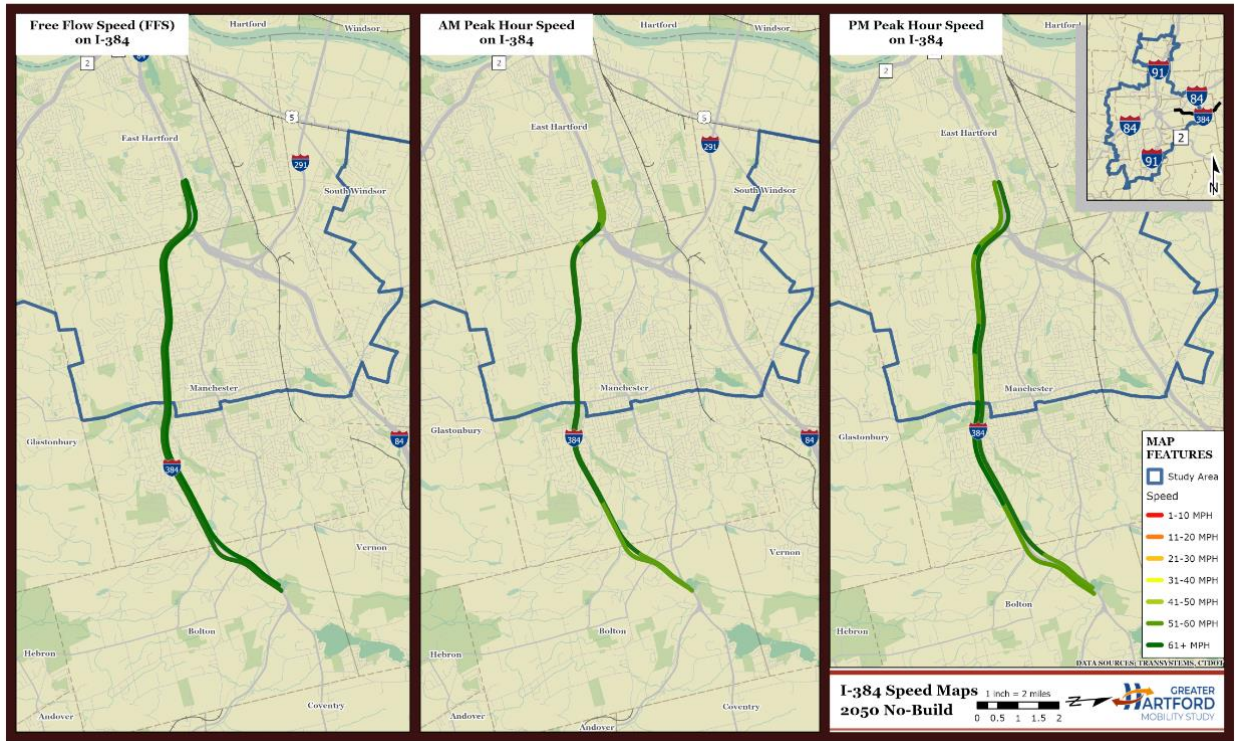 Free Flow Speed (FFS)
on I-384
Hartford
Windsor
84
2
East Hartford
5
291
South Windsor
Manchester
Glastonbury
84
384
Vernon
Bolton
Hebron
Coventry
Andover
AM Peak Hour Speed
on I-384
Hartford
Windsor
2
East Hartford
5
291
South Windsor
Manchester
Glastonbury
384
84
Vernon
Bolton
Hebron
Coventry
Andover
PM Peak Hour Speed
on I-384
2
East Hartford
Manchester
Glastonbury
384
Bolton
Hebron
91
84
384
84
2
91
N
MAP
FEATURES
Study Area
Speed
1-10 MPH
11-20 MPH
21-30 MPH
31-40 MPH
41-50 MPH
51-60 MPH
61+ MPH
DATA SOURCES: TRANSYSTEMS, CTDOT
I-384 Speed Maps
2050 No-Build
1 inch = 2 miles
0 0.5 1 1.5 2
Z
GREATER
HARTFORD
MOBILITY STUDY